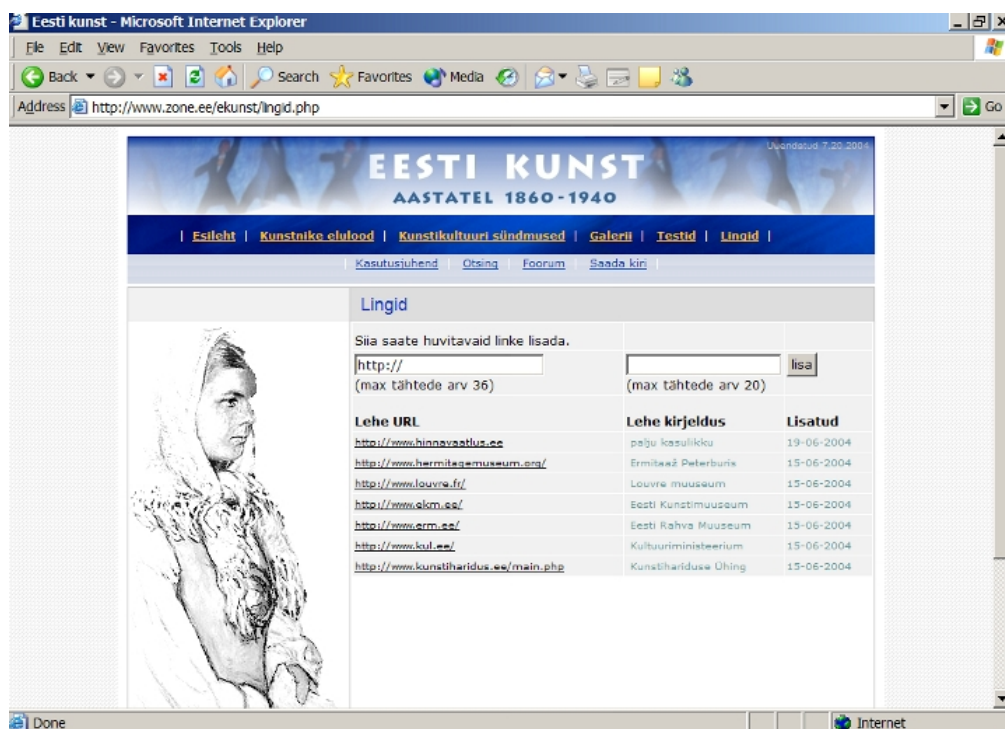 Eesti kunst - Microsoft Internet Explorer
File Edit View Favorites Tools Help
Back Search Favorites Media
Address http://www.zone.ee/ekunst/lingid.php Go
Uuendatud 7.20.2004
EESTI KUNST
AASTATEL 1860-1940
| Esileht | Kunstnike elulood | Kunstikultuuri sündmused | Galerii | Testid | Lingid |
| Kasutusjuhend | Otsing | Foorum | Saada kiri |
Lingid
Siia saate huvitavaid linke lisada.
http:// lisa
(max tähtede arv 36) (max tähtede arv 20)
Lehe URL Lehe kirjeldus Lisatud
http://www.hinnavaatlus.ee palju kasulikku 19-06-2004
http://www.hermitagemuseum.org/ Ermitaaž Peterburis 15-06-2004
http://www.louvre.fr/ Louvre muuseum 15-06-2004
http://www.ekm.ee/ Eesti Kunstimuuseum 15-06-2004
http://www.erm.ee/ Eesti Rahva Muuseum 15-06-2004
http://www.kul.ee/ Kultuuriministeerium 15-06-2004
http://www.kunstiharidus.ee/main.php Kunstihariduse Ühing 15-06-2004
Done Internet